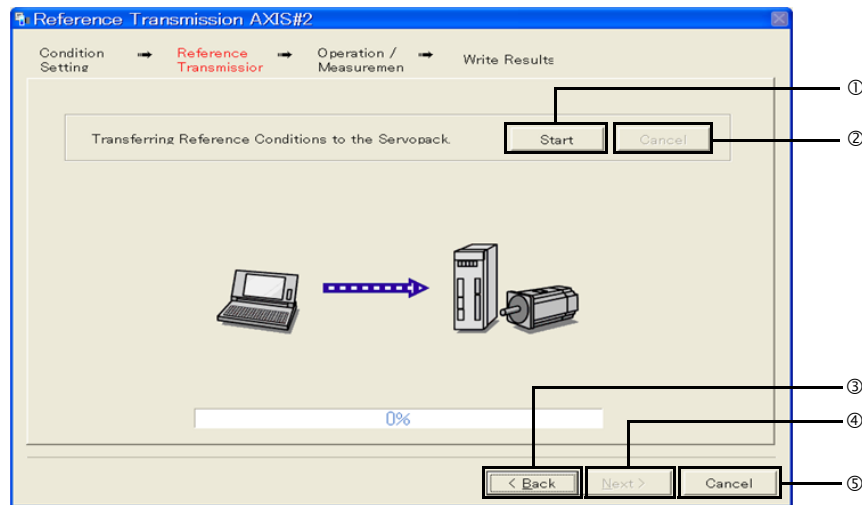 Reference Transmission AXIS#2
Condition Setting → Reference Transmissior → Operation / Measuremen → Write Results
①
Transferring Reference Conditions to the Servopack. Start Cancel ②
0%
③
④
< Back Next > Cancel ⑤